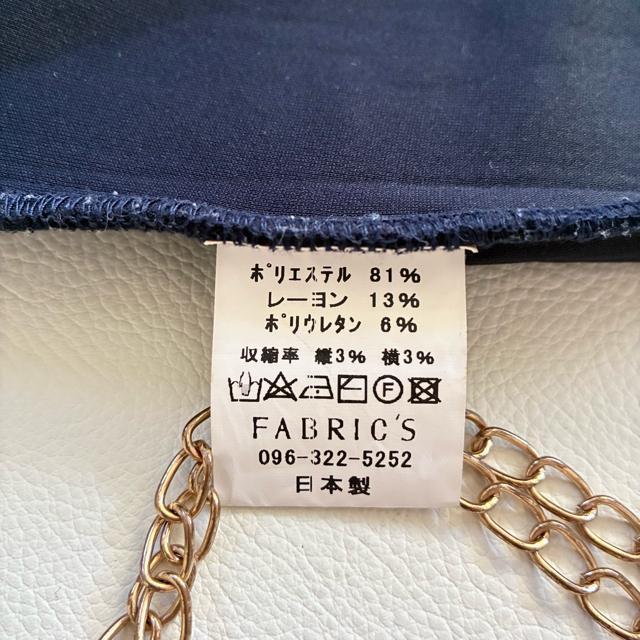 ポリエステル 81%
レーヨン 13%
ポリウレタン 6%
収縮率 縦3% 横3%
F
FABRIC'S
096-322-5252
日本製